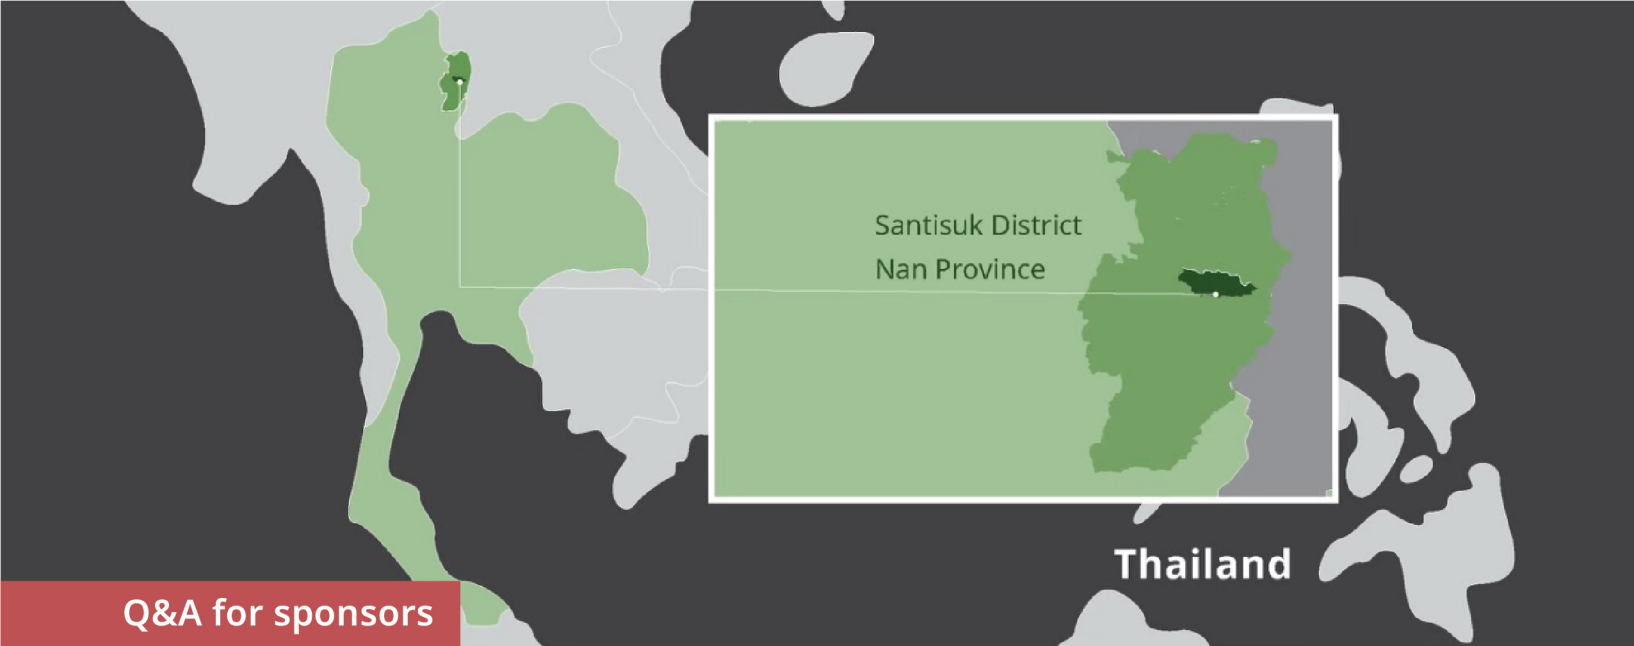 Santisuk District
Nan Province
Thailand
Q&A for sponsors